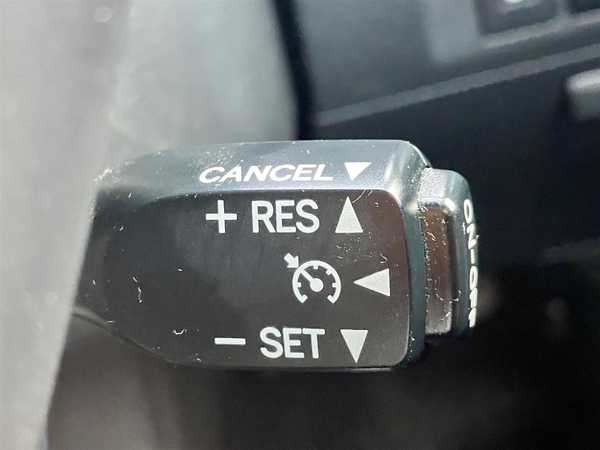 CANCEL ▼
+ RES ▲
◀
− SET ▼
ON-OFF